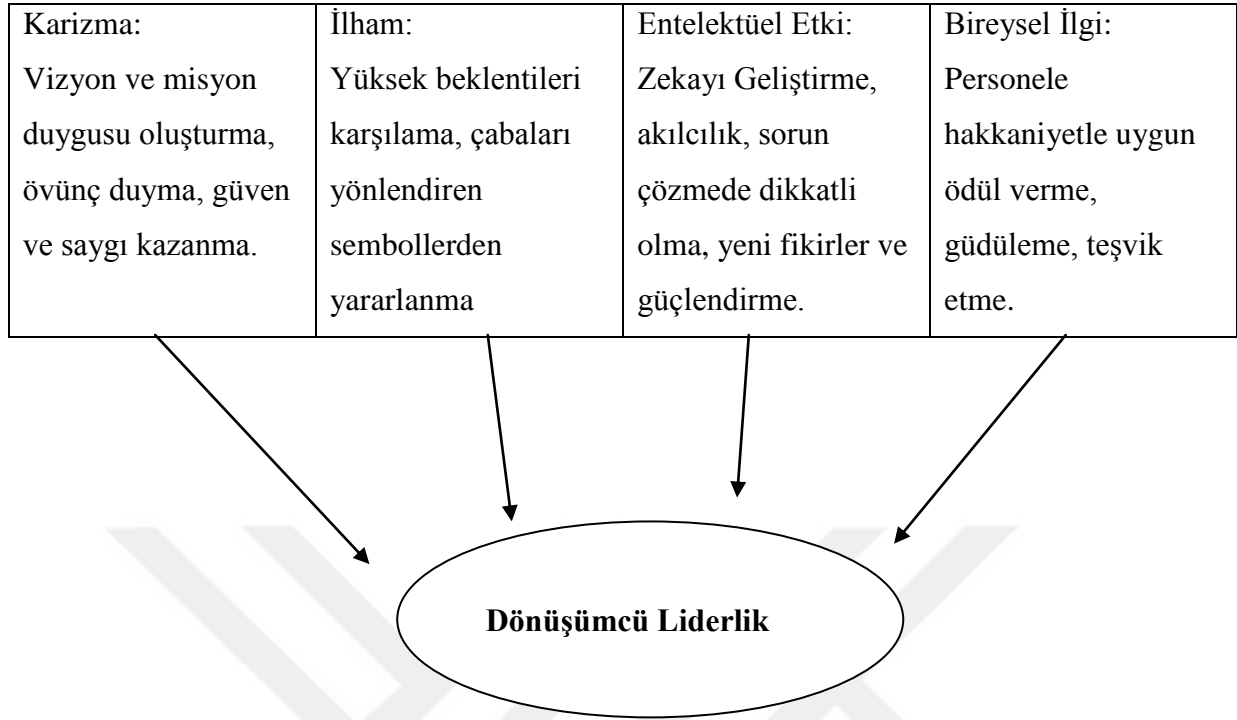 Karizma:
Vizyon ve misyon
duygusu oluşturma,
övünç duyma, güven
ve saygı kazanma.
İlham:
Yüksek beklentileri
karşılama, çabaları
yönlendiren
sembollerden
yararlanma
Entelektüel Etki:
Zekayı Geliştirme,
akılcılık, sorun
çözmede dikkatli
olma, yeni fikirler ve
güçlendirme.
Bireysel İlgi:
Personele
hakkaniyetle uygun
ödül verme,
güdüleme, teşvik
etme.
Dönüşümcü Liderlik